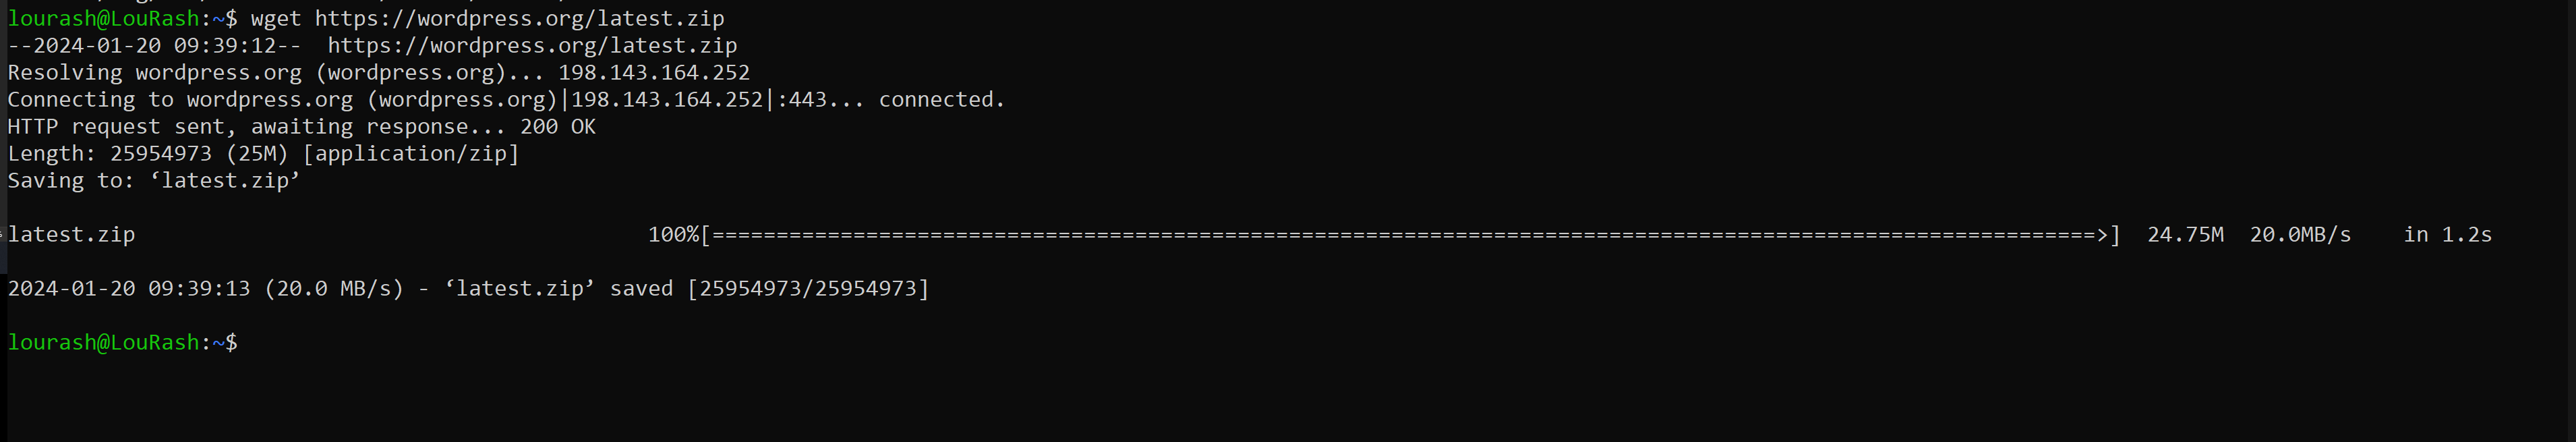 lourash@LouRash:~$ wget https://wordpress.org/latest.zip
--2024-01-20 09:39:12--  https://wordpress.org/latest.zip
Resolving wordpress.org (wordpress.org)... 198.143.164.252
Connecting to wordpress.org (wordpress.org)|198.143.164.252|:443... connected.
HTTP request sent, awaiting response... 200 OK
Length: 25954973 (25M) [application/zip]
Saving to: ‘latest.zip’
latest.zip 100%[============================================================================================================>] 24.75M 20.0MB/s in 1.2s
2024-01-20 09:39:13 (20.0 MB/s) - ‘latest.zip’ saved [25954973/25954973]
lourash@LouRash:~$